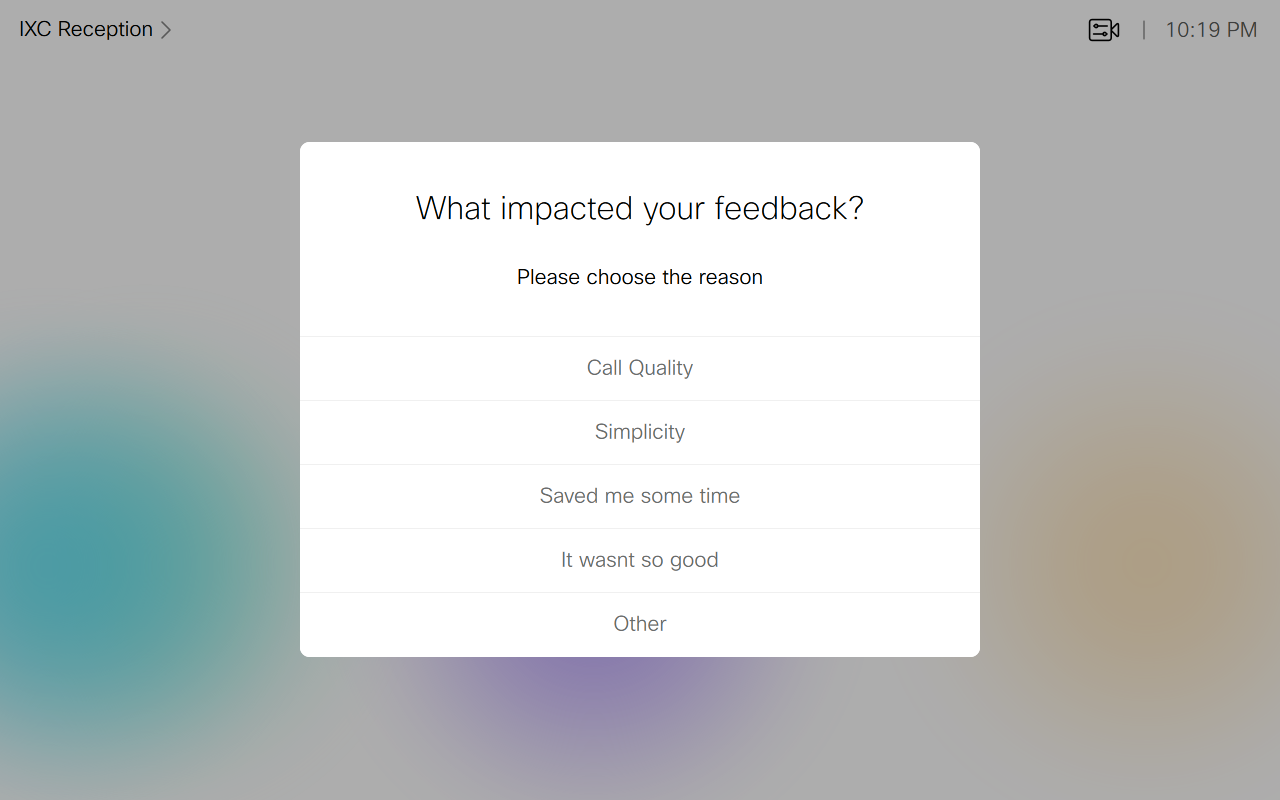 IXC Reception
10:19 PM
What impacted your feedback?
Please choose the reason
Call Quality
Simplicity
Saved me some time
It wasnt so good
Other